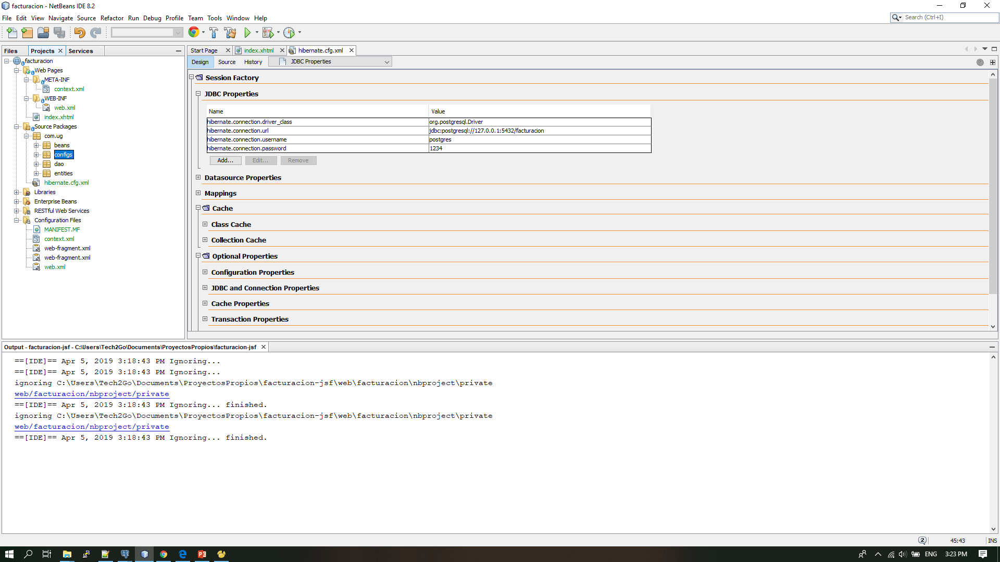 facturacion - NetBeans IDE 8.2
File Edit View Navigate Source Refactor Run Debug Profile Team Tools Window Help
Search (Ctrl+I)
Files Projects Services
facturacion
Web Pages
META-INF
context.xml
WEB-INF
web.xml
index.xhtml
Source Packages
com.ug
beans
configs
dao
entities
hibernate.cfg.xml
Libraries
Enterprise Beans
RESTful Web Services
Configuration Files
MANIFEST.MF
context.xml
web-fragment.xml
web-fragment.xml
web.xml
Start Page index.xhtml hibernate.cfg.xml
Design Source History JDBC Properties
Session Factory
JDBC Properties
Name Value
hibernate.connection.driver_class org.postgresql.Driver
hibernate.connection.url jdbc:postgresql://127.0.0.1:5432/facturacion
hibernate.connection.username postgres
hibernate.connection.password 1234
Add... Edit... Remove
Datasource Properties
Mappings
Cache
Class Cache
Collection Cache
Optional Properties
Configuration Properties
JDBC and Connection Properties
Cache Properties
Transaction Properties
Output - facturacion-jsf - C:\Users\Tech2Go\Documents\ProyectosPropios\facturacion-jsf
==[IDE]== Apr 5, 2019 3:18:43 PM Ignoring...
==[IDE]== Apr 5, 2019 3:18:43 PM Ignoring...
ignoring C:\Users\Tech2Go\Documents\ProyectosPropios\facturacion-jsf\web\facturacion\nbproject\private
web/facturacion/nbproject/private
==[IDE]== Apr 5, 2019 3:18:43 PM Ignoring... finished.
ignoring C:\Users\Tech2Go\Documents\ProyectosPropios\facturacion-jsf\web\facturacion\nbproject\private
web/facturacion/nbproject/private
==[IDE]== Apr 5, 2019 3:18:43 PM Ignoring... finished.
2 45:43 INS
ENG 3:23 PM